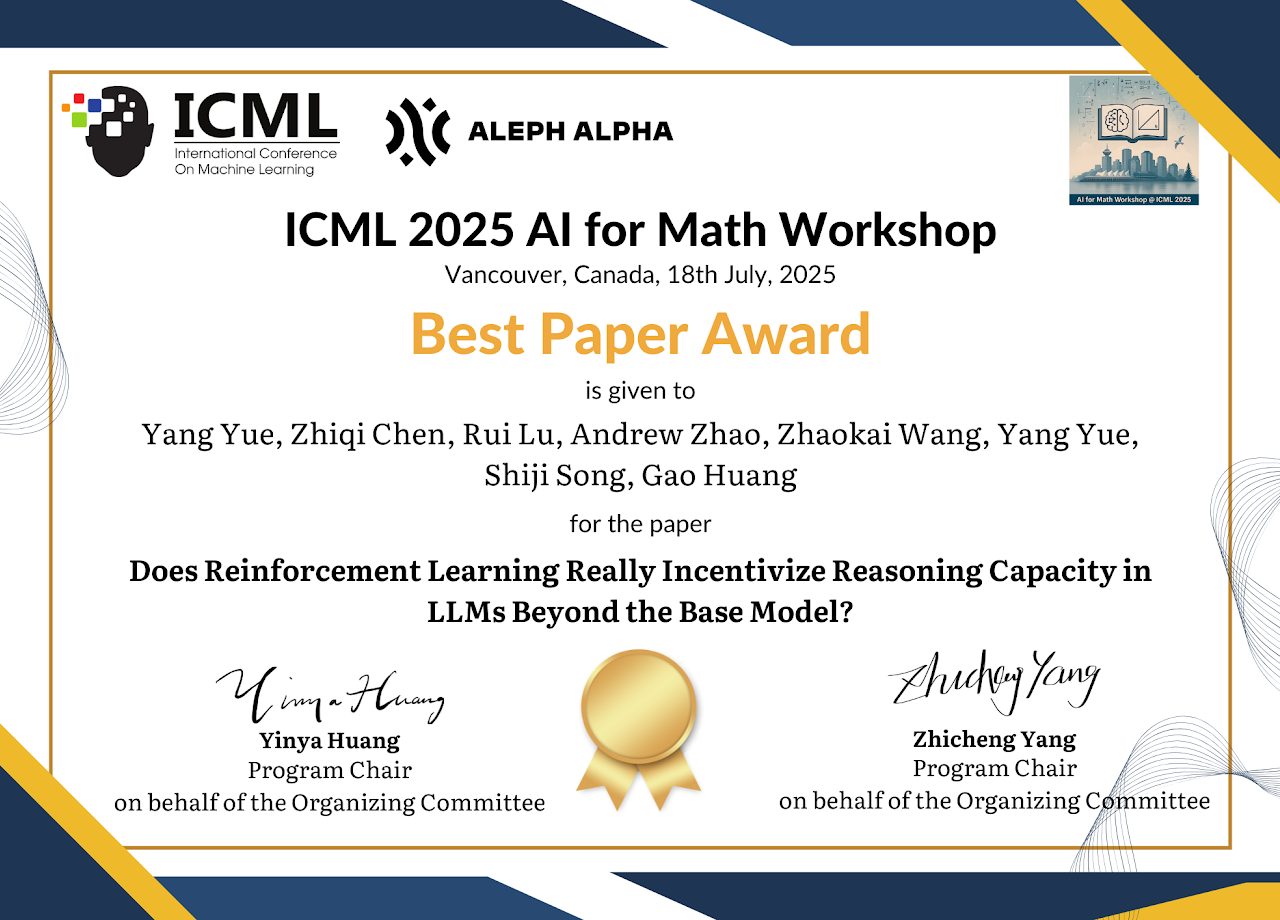 ICML
International Conference
On Machine Learning
ALEPH ALPHA
AI for Math Workshop @ ICML 2025
ICML 2025 AI for Math Workshop
Vancouver, Canada, 18th July, 2025
Best Paper Award
is given to
Yang Yue, Zhiqi Chen, Rui Lu, Andrew Zhao, Zhaokai Wang, Yang Yue,
Shiji Song, Gao Huang
for the paper
Does Reinforcement Learning Really Incentivize Reasoning Capacity in
LLMs Beyond the Base Model?
Yinya Huang
Yinya Huang
Program Chair
on behalf of the Organizing Committee
Zhicheng Yang
Zhicheng Yang
Program Chair
on behalf of the Organizing Committee